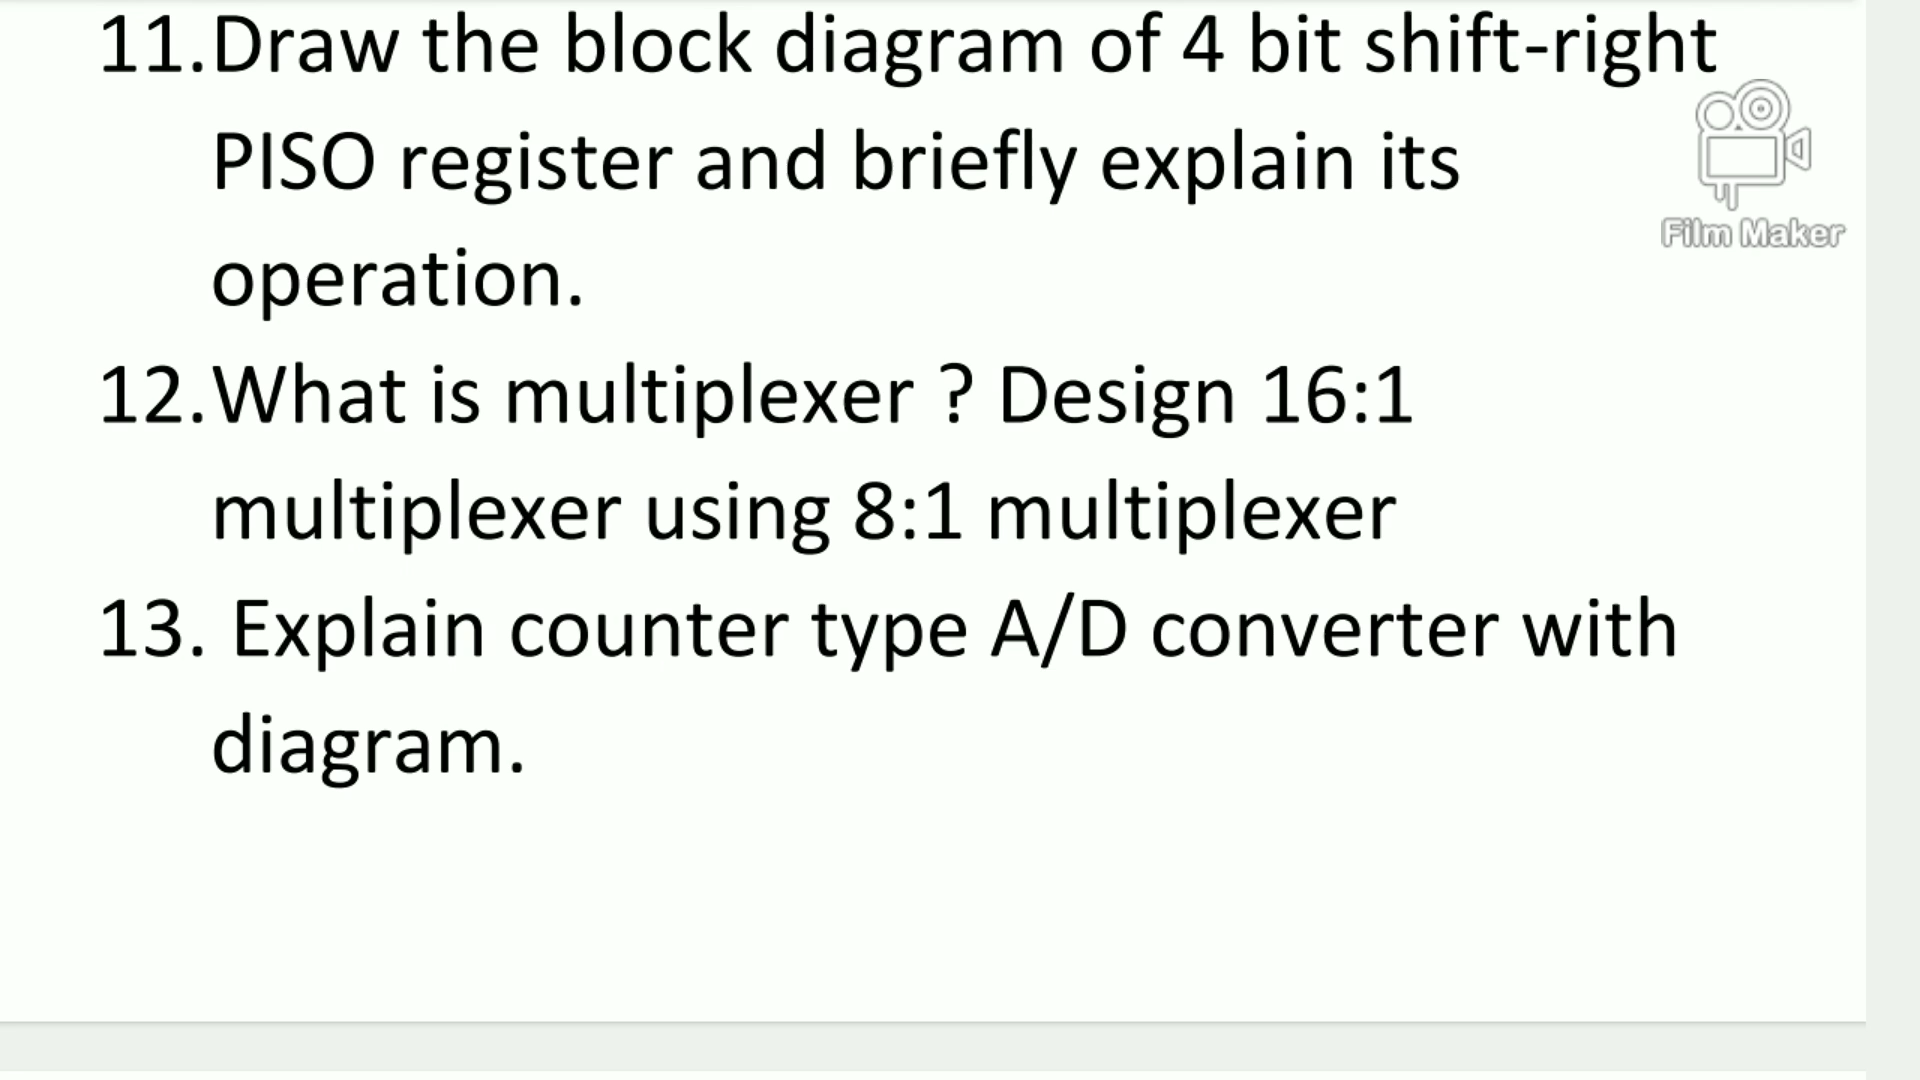 11.Draw the block diagram of 4 bit shift-right
PISO register and briefly explain its
operation.
12.What is multiplexer ? Design 16:1
multiplexer using 8:1 multiplexer
13. Explain counter type A/D converter with
diagram.
Film Maker